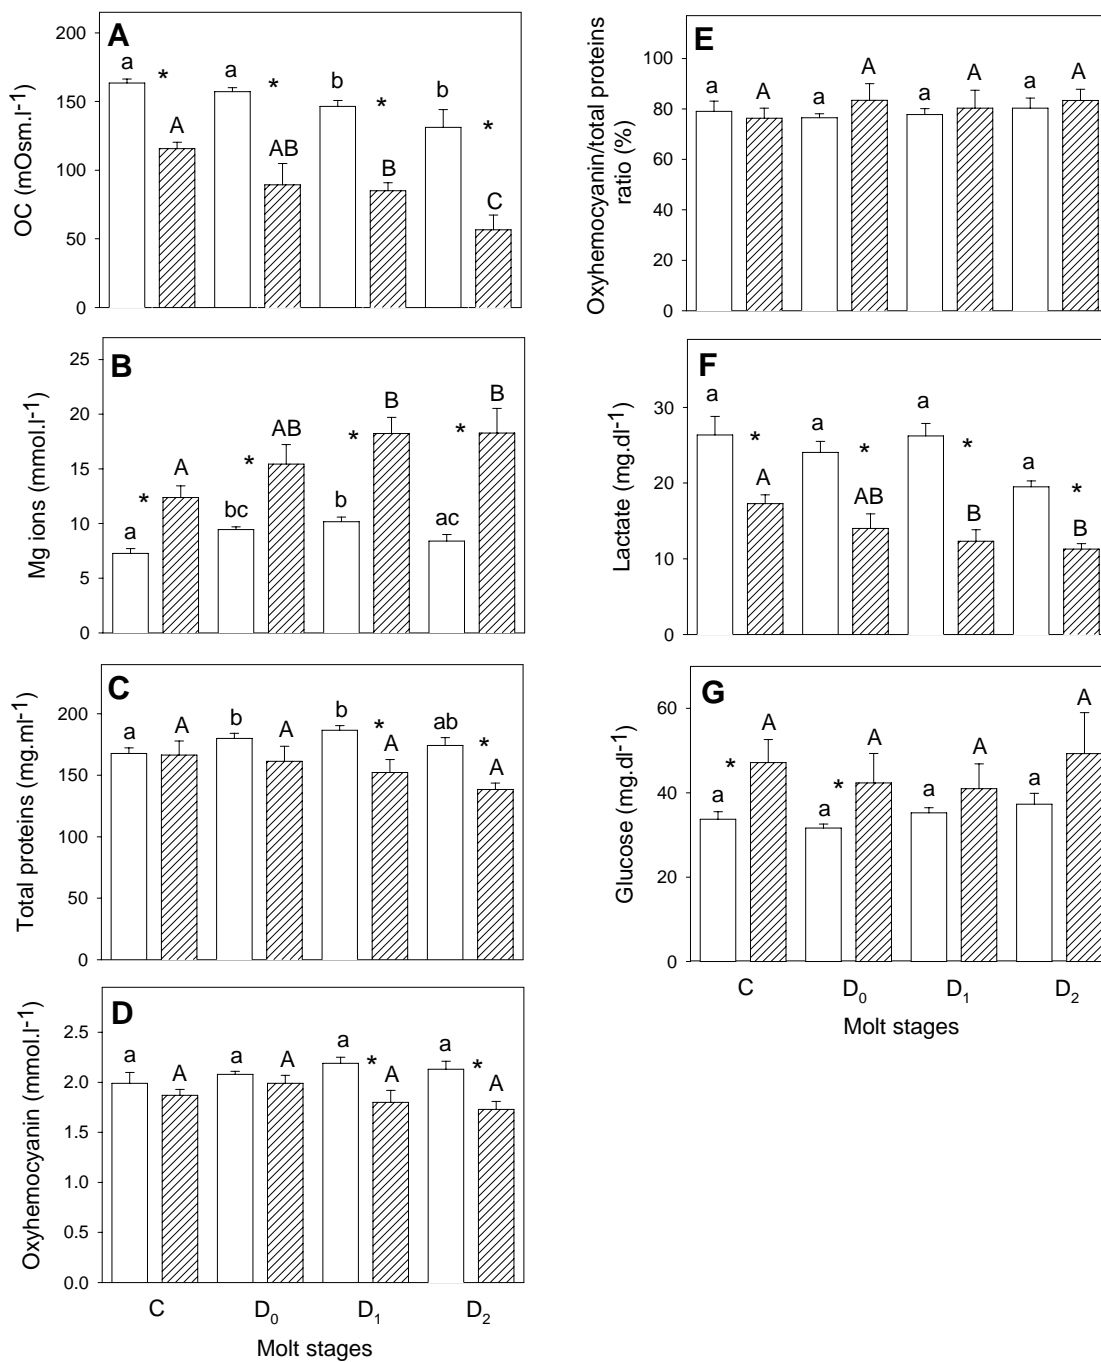 A
OC (mOsm.l-1)
200
150
100
50
0
a * a * b * b *
A AB B C
B
Mg ions (mmol.l-1)
25
20
15
10
5
0
a * A bc * AB b * B ac * B
C
Total proteins (mg.ml-1)
200
150
100
50
0
a A b A b * A ab * A
D
Oxyhemocyanin (mmol.l-1)
2.5
2.0
1.5
1.0
0.5
0.0
a A a A a * A a * A
C D0 D1 D2
Molt stages
E
Oxyhemocyanin/total proteins
ratio (%)
100
80
60
40
20
0
a A a A a A a A
F
Lactate (mg.dl-1)
30
20
10
0
a * A a * AB a * B a * B
G
Glucose (mg.dl-1)
60
40
20
0
a * A a * A a A a A
C D0 D1 D2
Molt stages